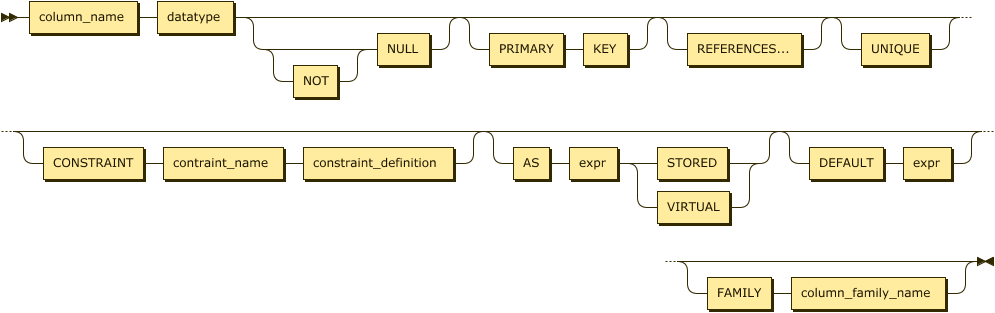 column_name datatype NULL PRIMARY KEY REFERENCES... UNIQUE
NOT
CONSTRAINT contraint_name constraint_definition AS expr STORED DEFAULT expr
VIRTUAL
FAMILY column_family_name